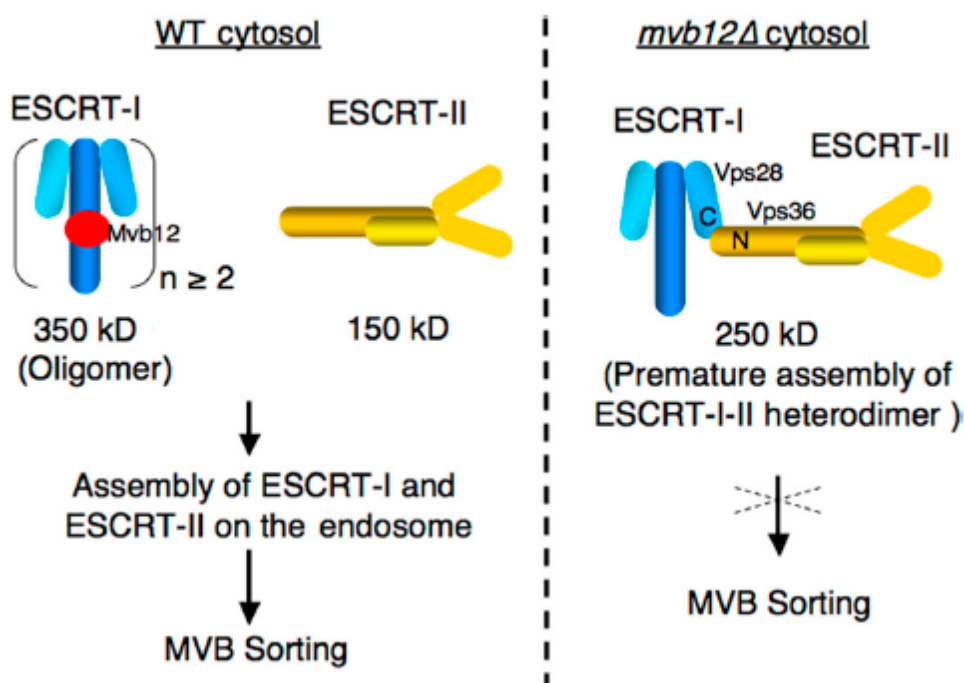 WT cytosol
ESCRT-I
ESCRT-II
Mvb12
n ≥ 2
350 kD
(Oligomer)
150 kD
Assembly of ESCRT-I and
ESCRT-II on the endosome
MVB Sorting
mvb12Δ cytosol
ESCRT-I
ESCRT-II
Vps28
C
Vps36
N
250 kD
(Premature assembly of
ESCRT-I-II heterodimer )
MVB Sorting